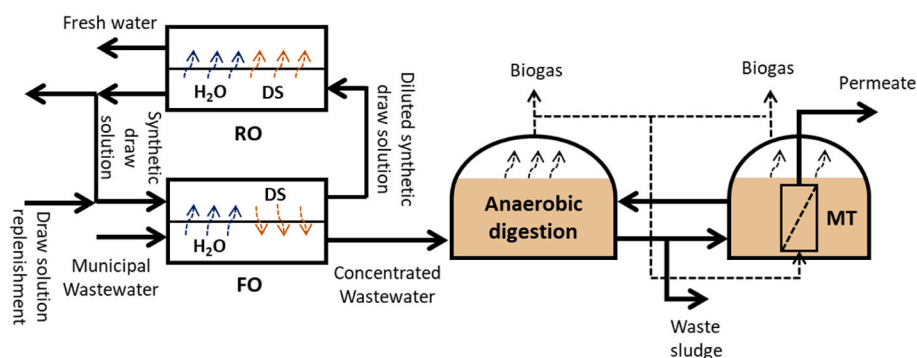 Fresh water
H₂O
DS
RO
Synthetic draw
solution
Diluted synthetic
draw solution
DS
H₂O
FO
Draw solution
replenishment
Municipal
Wastewater
Concentrated
Wastewater
Biogas
Anaerobic
digestion
Biogas
Permeate
MT
Waste
sludge